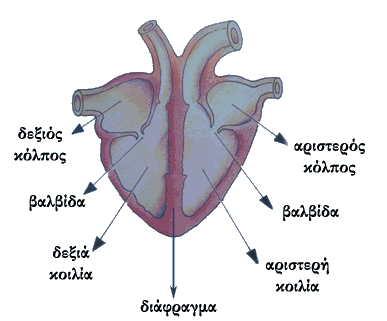 δεξιός
κόλπος
βαλβίδα
δεξιά
κοιλία
διάφραγμα
αριστερός
κόλπος
βαλβίδα
αριστερή
κοιλία